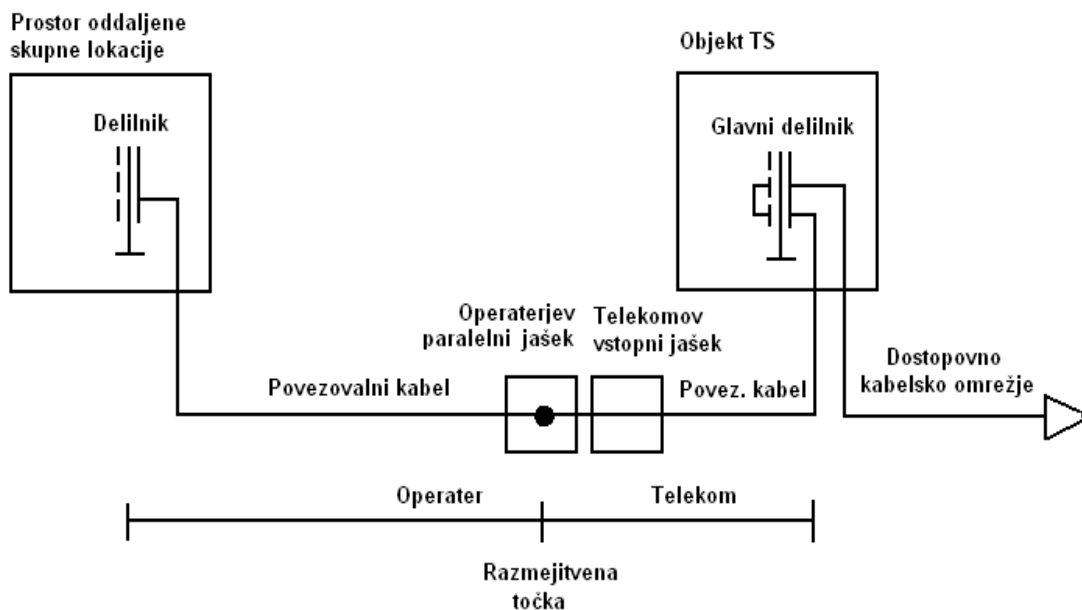 Prostor oddaljene
skupne lokacije
Objekt TS
Delilnik
Glavni delilnik
Operaterjev
paralelni jašek
Telekomov
vstopni jašek
Povezovalni kabel
Povez. kabel
Dostopovno
kabelsko omrežje
Operater
Telekom
Razmejitvena
točka